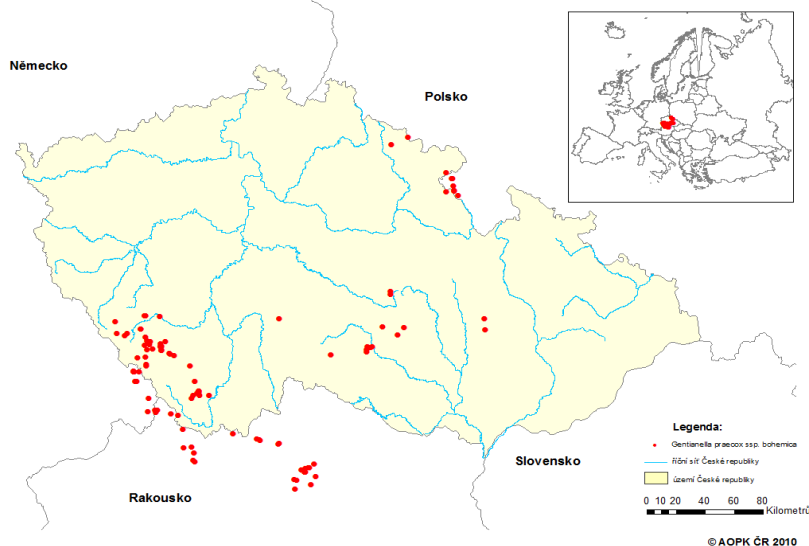 Německo
Polsko
Slovensko
Rakousko
Legenda:
Gentianella praecox ssp. bohemica
říční síť České republiky
území České republiky
0 10 20 40 60 80
Kilometrů
© AOPK ČR 2010